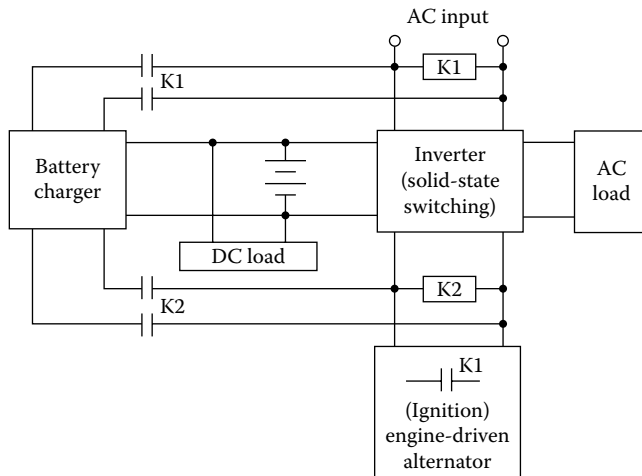 AC input
K1
K1
Battery
charger
Inverter
(solid-state
switching)
AC
load
DC load
K2
K2
K1
(Ignition)
engine-driven
alternator